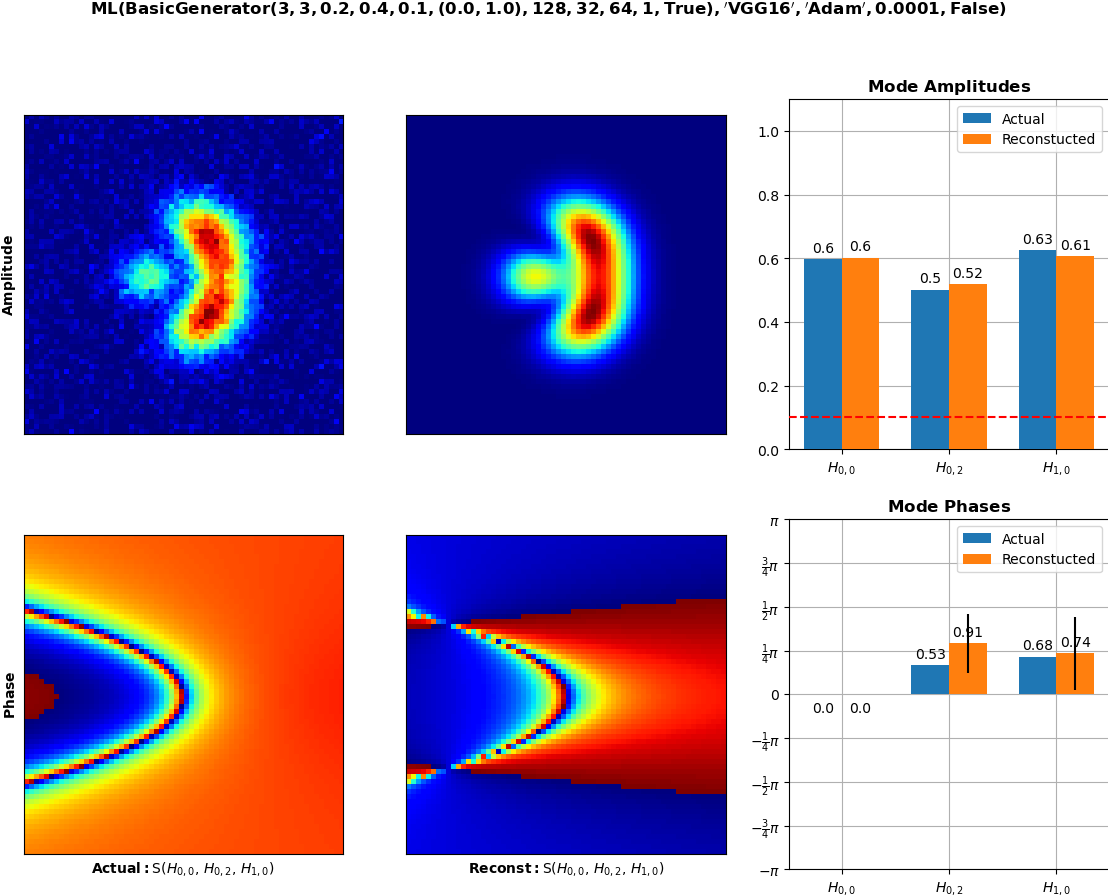 ML(BasicGenerator(3, 3, 0.2, 0.4, 0.1, (0.0, 1.0), 128, 32, 64, 1, True), 'VGG16', 'Adam', 0.0001, False)
Amplitude
Mode Amplitudes
Actual
Reconstucted
1.0
0.8
0.6
0.4
0.2
0.0
0.6
0.6
0.5
0.52
0.63
0.61
H0,0
H0,2
H1,0
Phase
Actual: S(H0,0, H0,2, H1,0)
Reconst: S(H0,0, H0,2, H1,0)
Mode Phases
Actual
Reconstucted
π
3/4π
1/2π
1/4π
0
−1/4π
−1/2π
−3/4π
−π
0.0
0.0
0.53
0.91
0.68
0.74
H0,0
H0,2
H1,0